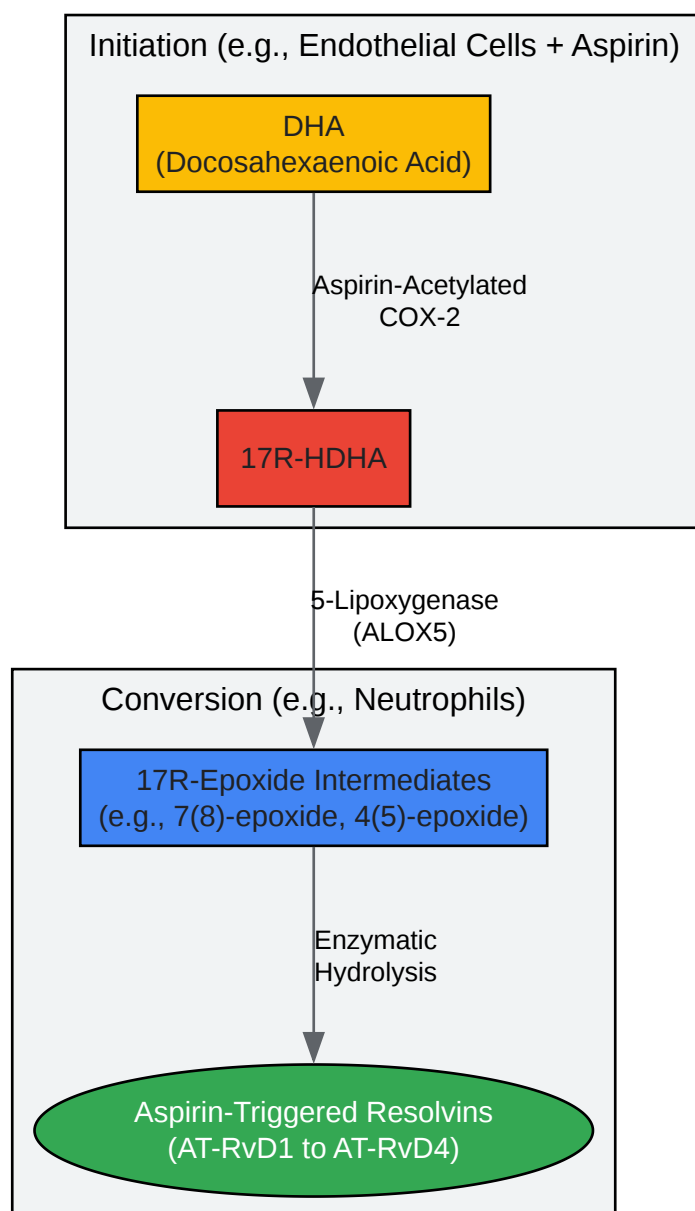 Initiation (e.g., Endothelial Cells + Aspirin)
DHA
(Docosahexaenoic Acid)
Aspirin-Acetylated
COX-2
17R-HDHA
5-Lipoxygenase
(ALOX5)
Conversion (e.g., Neutrophils)
17R-Epoxide Intermediates
(e.g., 7(8)-epoxide, 4(5)-epoxide)
Enzymatic
Hydrolysis
Aspirin-Triggered Resolvins
(AT-RvD1 to AT-RvD4)